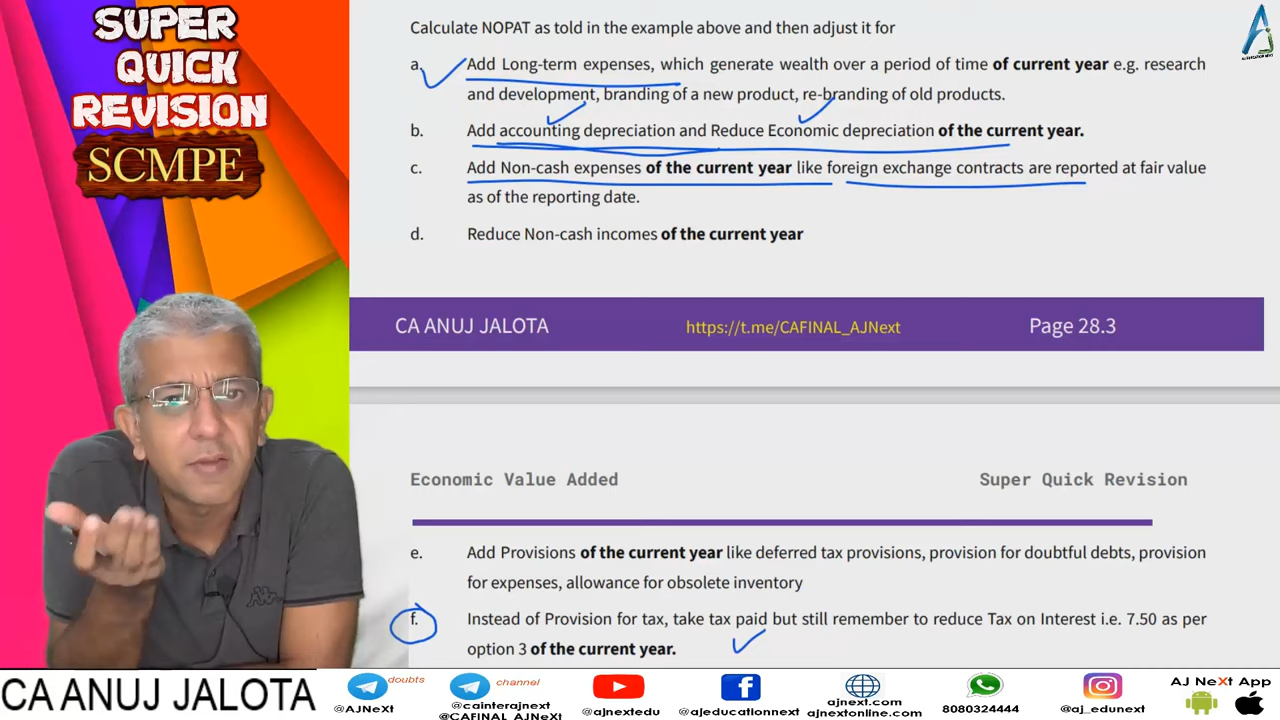 SUPER
QUICK
REVISION
SCMPE
Calculate NOPAT as told in the example above and then adjust it for
a. Add Long-term expenses, which generate wealth over a period of time of current year e.g. research
and development, branding of a new product, re-branding of old products.
b. Add accounting depreciation and Reduce Economic depreciation of the current year.
c. Add Non-cash expenses of the current year like foreign exchange contracts are reported at fair value
as of the reporting date.
d. Reduce Non-cash incomes of the current year
CA ANUJ JALOTA https://t.me/CAFINAL_AJNext Page 28.3
Economic Value Added Super Quick Revision
e. Add Provisions of the current year like deferred tax provisions, provision for doubtful debts, provision
for expenses, allowance for obsolete inventory
f. Instead of Provision for tax, take tax paid but still remember to reduce Tax on Interest i.e. 7.50 as per
option 3 of the current year.
CA ANUJ JALOTA
doubts
@AJNeXt
channel
@cainterajnext
@CAFINAL_AJNeXt
@ajnextedu
@ajeducationnext
ajnext.com
ajnextonline.com
8080324444
@aj_edunext
AJ NeXt App